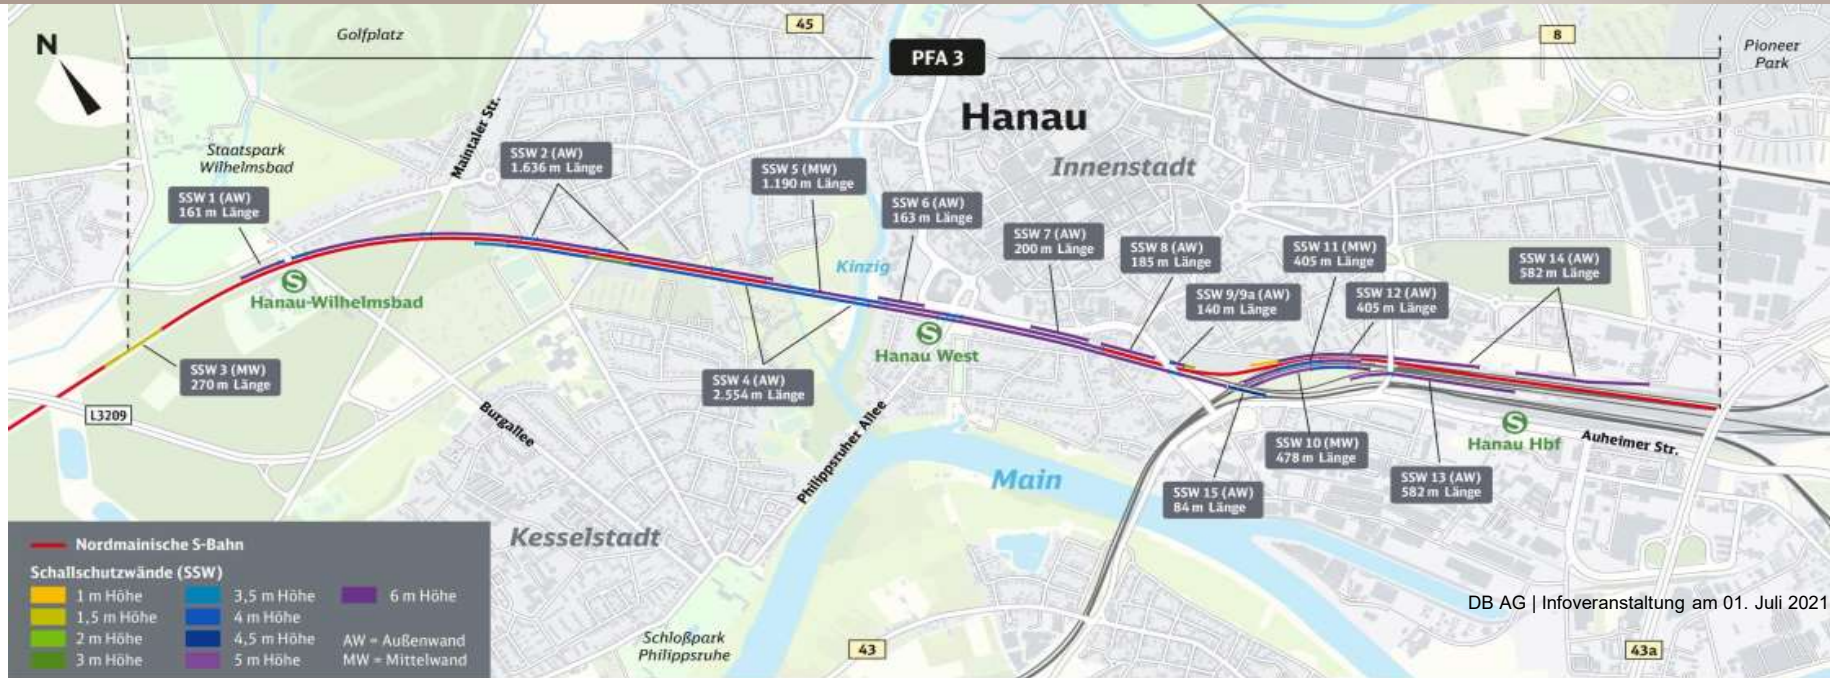 N
Golfplatz
45
PFA 3
8
Pioneer
Park
Hanau
Innenstadt
Maintaler Str.
Staatspark
Wilhelmsbad
SSW 1 (AW)
161 m Länge
SSW 2 (AW)
1.636 m Länge
SSW 5 (MW)
1.190 m Länge
SSW 6 (AW)
163 m Länge
SSW 7 (AW)
200 m Länge
SSW 8 (AW)
185 m Länge
SSW 9/9a (AW)
140 m Länge
SSW 11 (MW)
405 m Länge
SSW 12 (AW)
405 m Länge
SSW 14 (AW)
582 m Länge
Kinzig
S
Hanau-Wilhelmsbad
S
Hanau West
SSW 3 (MW)
270 m Länge
SSW 4 (AW)
2.554 m Länge
L3209
Burgallee
Philippsruher Allee
Main
SSW 15 (AW)
84 m Länge
SSW 10 (MW)
478 m Länge
SSW 13 (AW)
582 m Länge
S
Hanau Hbf
Auheimer Str.
Kesselstadt
Schloßpark
Philippsruhe
43
43a
DB AG | Infoveranstaltung am 01. Juli 2021
Nordmainische S-Bahn
Schallschutzwände (SSW)
1 m Höhe
1,5 m Höhe
2 m Höhe
3 m Höhe
3,5 m Höhe
4 m Höhe
4,5 m Höhe
5 m Höhe
6 m Höhe
AW = Außenwand
MW = Mittelwand